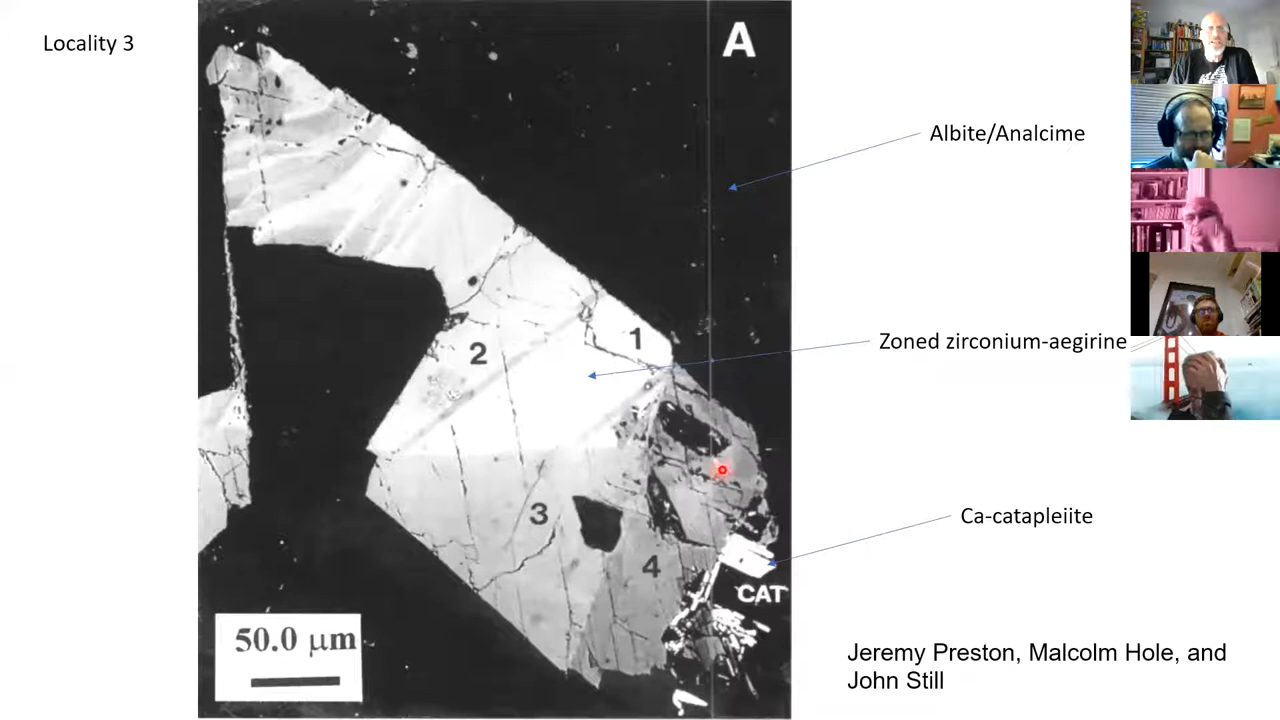 Locality 3
A
Albite/Analcime
1
2
Zoned zirconium-aegirine
3
Ca-catapleiite
4
CAT
50.0 µm
Jeremy Preston, Malcolm Hole, and
John Still